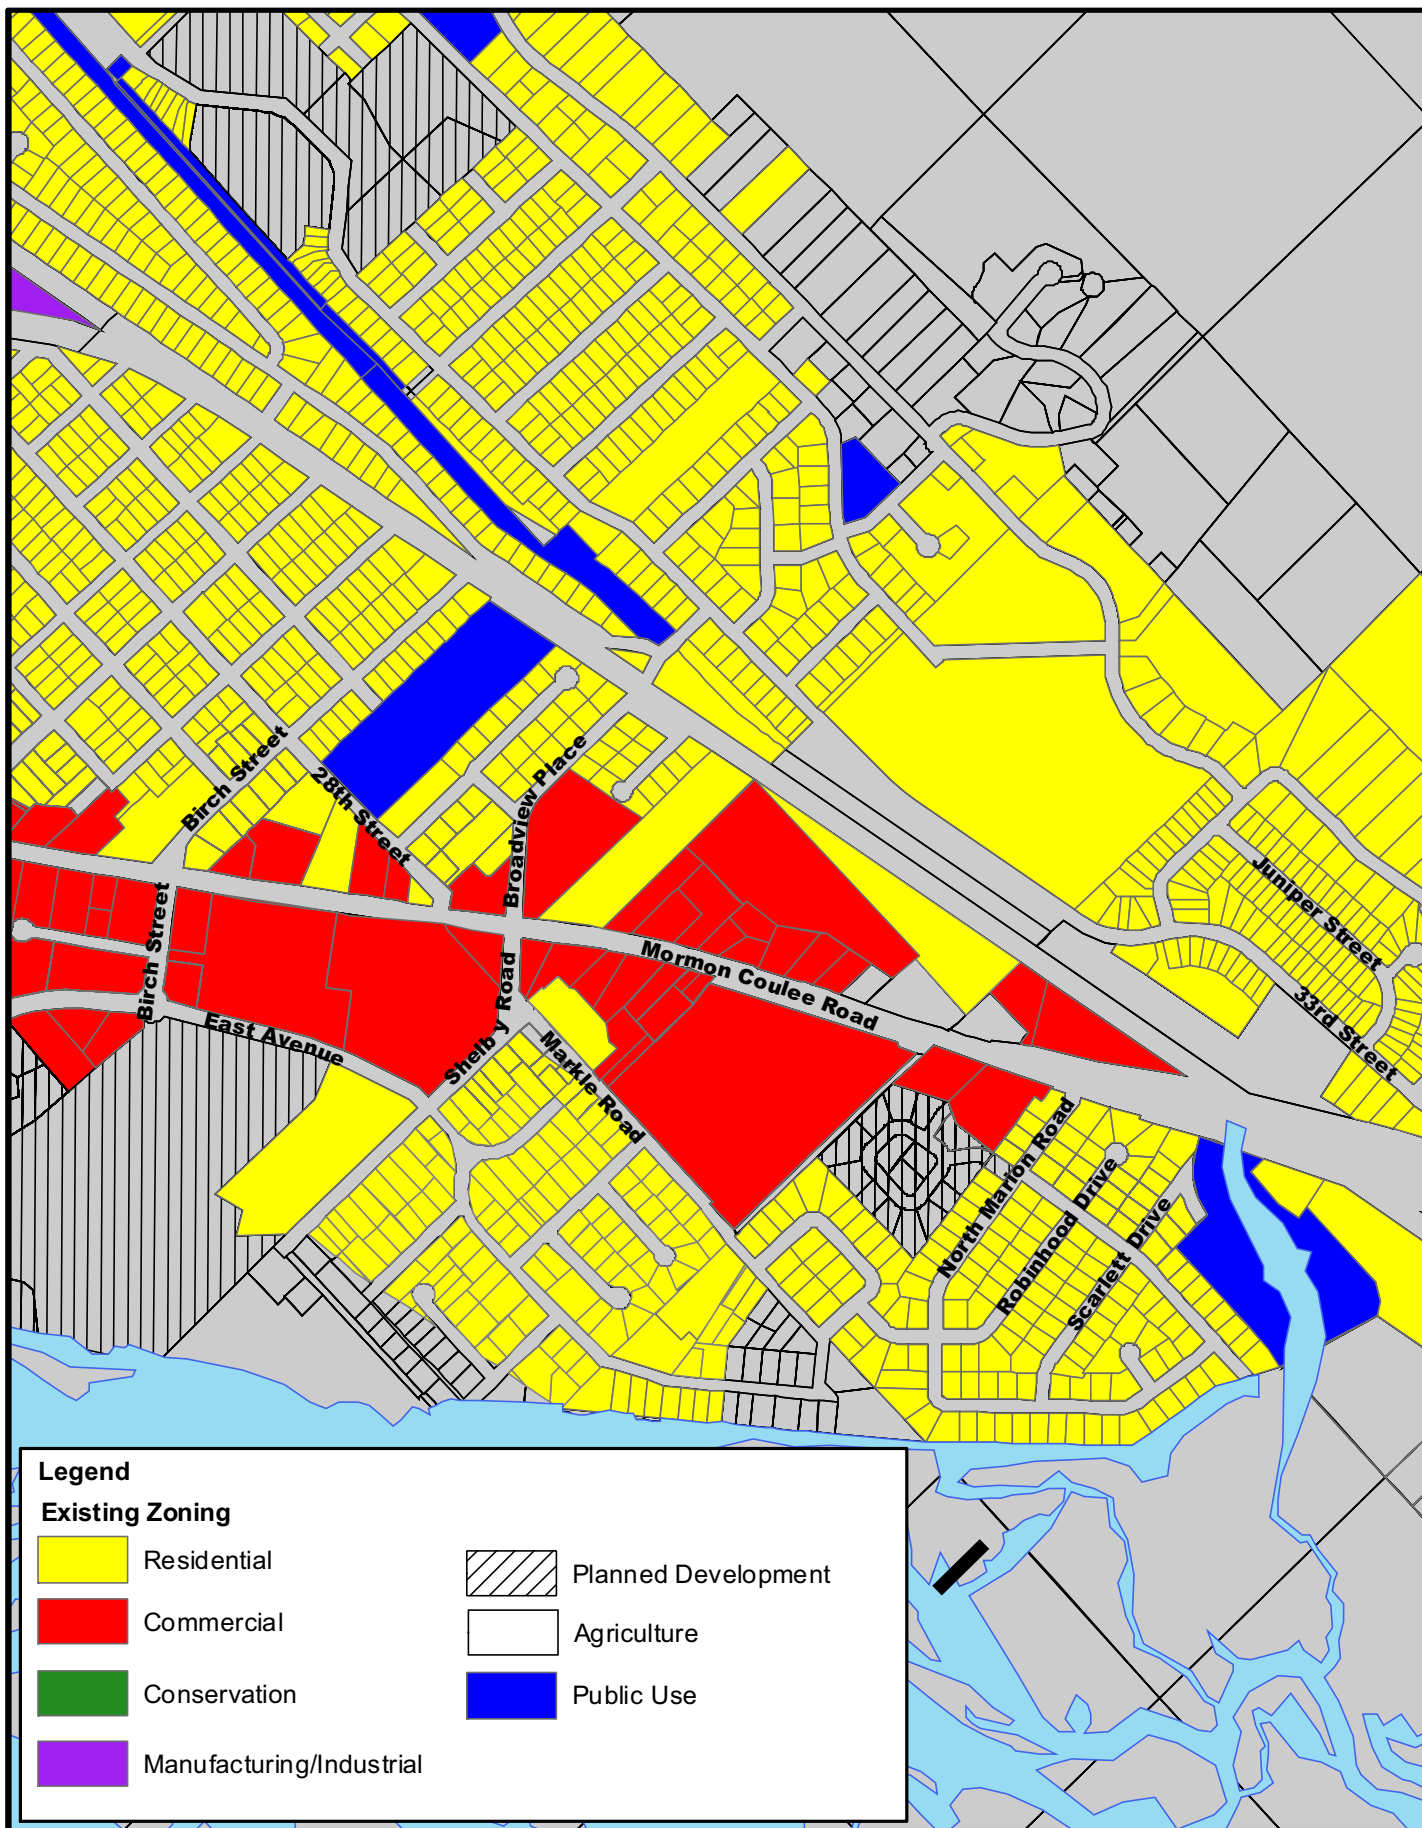 Birch Street
28th Street
Broadview Place
Juniper Street
Birch Street
Mormon Coulee Road
33rd Street
East Avenue
Shelby Road
Markle Road
North Marion Road
Robinhood Drive
Scarlett Drive
Legend
Existing Zoning
Residential
Commercial
Conservation
Manufacturing/Industrial
Planned Development
Agriculture
Public Use